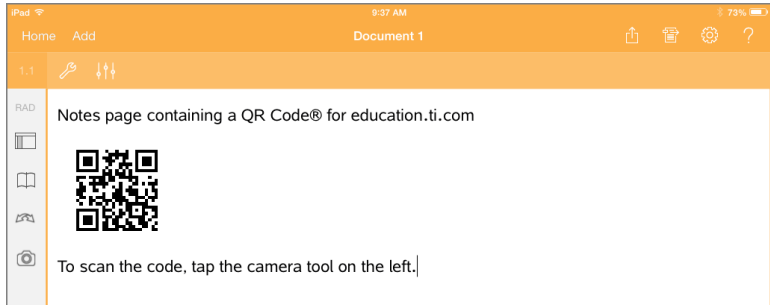 iPad 9:37 AM 73%
Home Add Document 1 ?
1.1
RAD
Notes page containing a QR Code® for education.ti.com
To scan the code, tap the camera tool on the left.